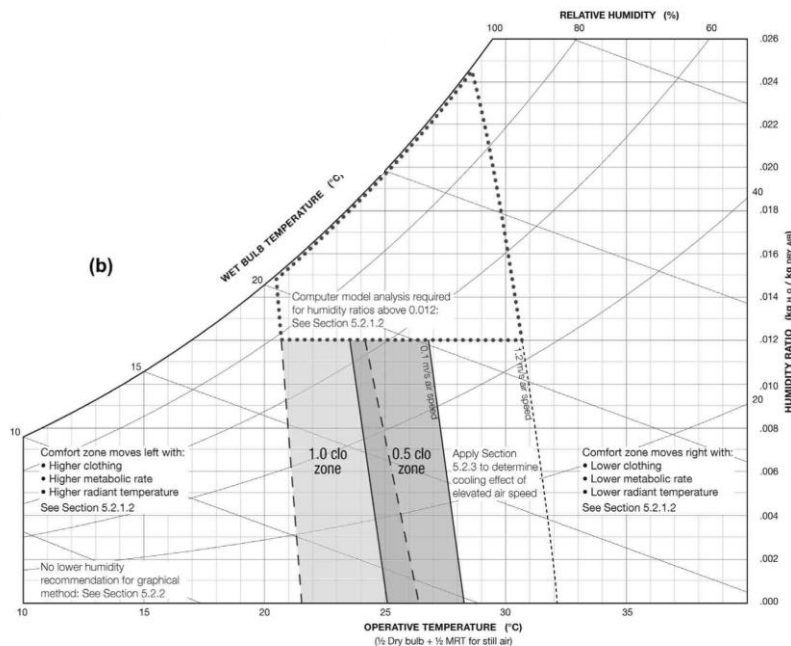 RELATIVE HUMIDITY (%)
100
80
60
.026
.024
.022
.020
.018
.016
.014
.012
.010
.008
.006
.004
.002
.000
40
20
HUMIDITY RATIO (kg H₂O / kg DRY AIR)
WET BULB TEMPERATURE (°C)
(b)
20
15
10
Computer model analysis required
for humidity ratios above 0.012:
See Section 5.2.1.2
0.1 m/s air speed
1.2 m/s air speed
Comfort zone moves left with:
• Higher clothing
• Higher metabolic rate
• Higher radiant temperature
See Section 5.2.1.2
1.0 clo
zone
0.5 clo
zone
Apply Section
5.2.3 to determine
cooling effect of
elevated air speed
Comfort zone moves right with:
• Lower clothing
• Lower metabolic rate
• Lower radiant temperature
See Section 5.2.1.2
No lower humidity
recommendation for graphical
method: See Section 5.2.2
10
15
20
25
30
35
OPERATIVE TEMPERATURE (°C)
(½ Dry bulb + ½ MRT for still air)